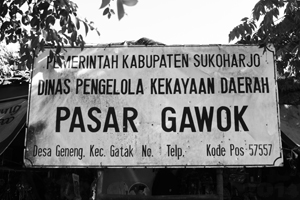 PEMERINTAH KABUPATEN SUKOHARJO
DINAS PENGELOLA KEKAYAAN DAERAH
PASAR GAWOK
Desa Geneng. Kec. Gatak No. Telp. Kode Pos 57557